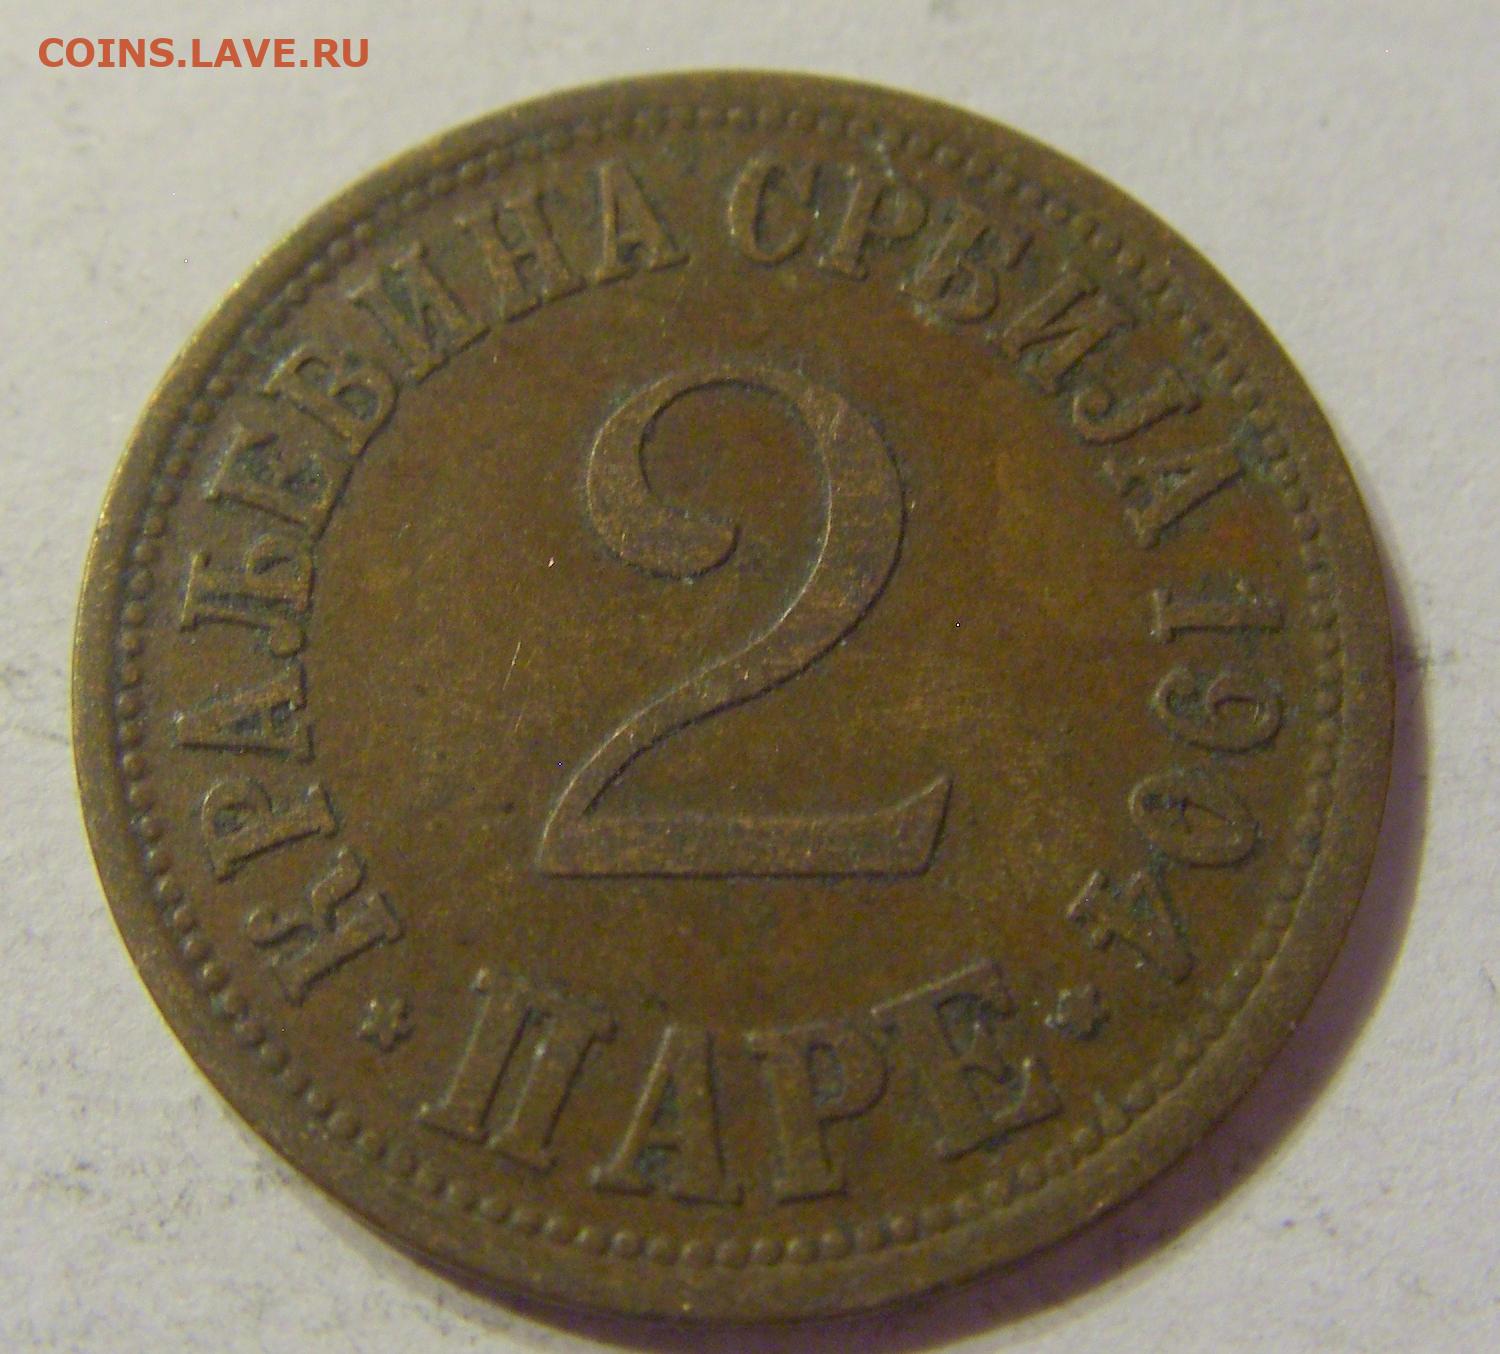 COINS.LAVE.RU
КРАЉЕВИНА СРБИЈА 1904
2
* ПАРЕ *